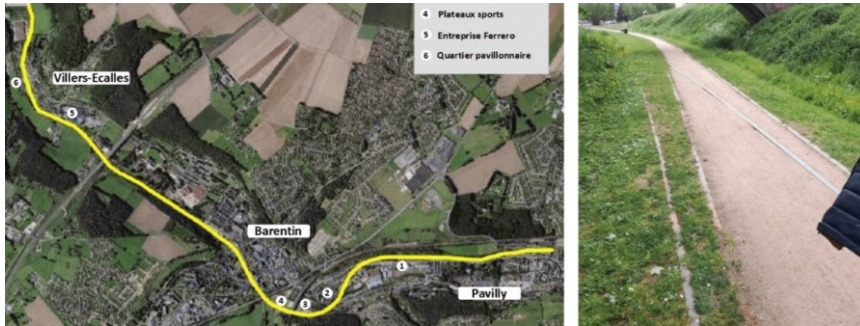 4 Plateaux sports
5 Entreprise Ferrero
6 Quartier pavillonnaire
Villers-Ecalles
6
5
Barentin
1
2
4
3
Pavilly